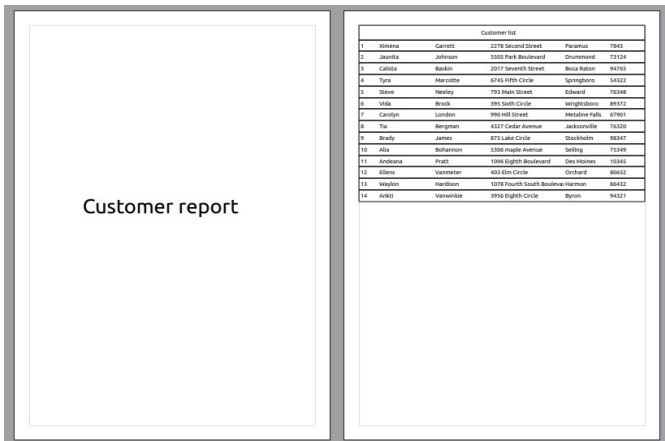 Customer report
Customer list
1 Ximena Garrett 2278 Second Street Paramus 7843
2 Jaunita Johnson 5505 Park Boulevard Drummond 73124
3 Calista Baskin 2017 Seventh Street Boca Raton 94765
4 Tyra Marcotte 6745 Fifth Circle Springboro 54322
5 Steve Neeley 793 Main Street Edward 76348
6 Vida Brock 395 Sixth Circle Wrightsboro 89372
7 Carolyn London 990 Hill Street Metaline Falls 67901
8 Tia Bergman 4327 Cedar Avenue Jacksonville 76320
9 Brady James 875 Lake Circle Stockholm 98347
10 Alia Bohannon 5306 maple Avenue Seiling 75349
11 Andeana Pratt 1096 Eighth Boulevard Des Moines 10345
12 Ellens Vanmeter 403 Elm Circle Orchard 80632
13 Waylon Hardison 1078 Fourth South Boulevar Harmon 86432
14 Ankti Vanwinkie 3956 Eighth Circle Byron 94321